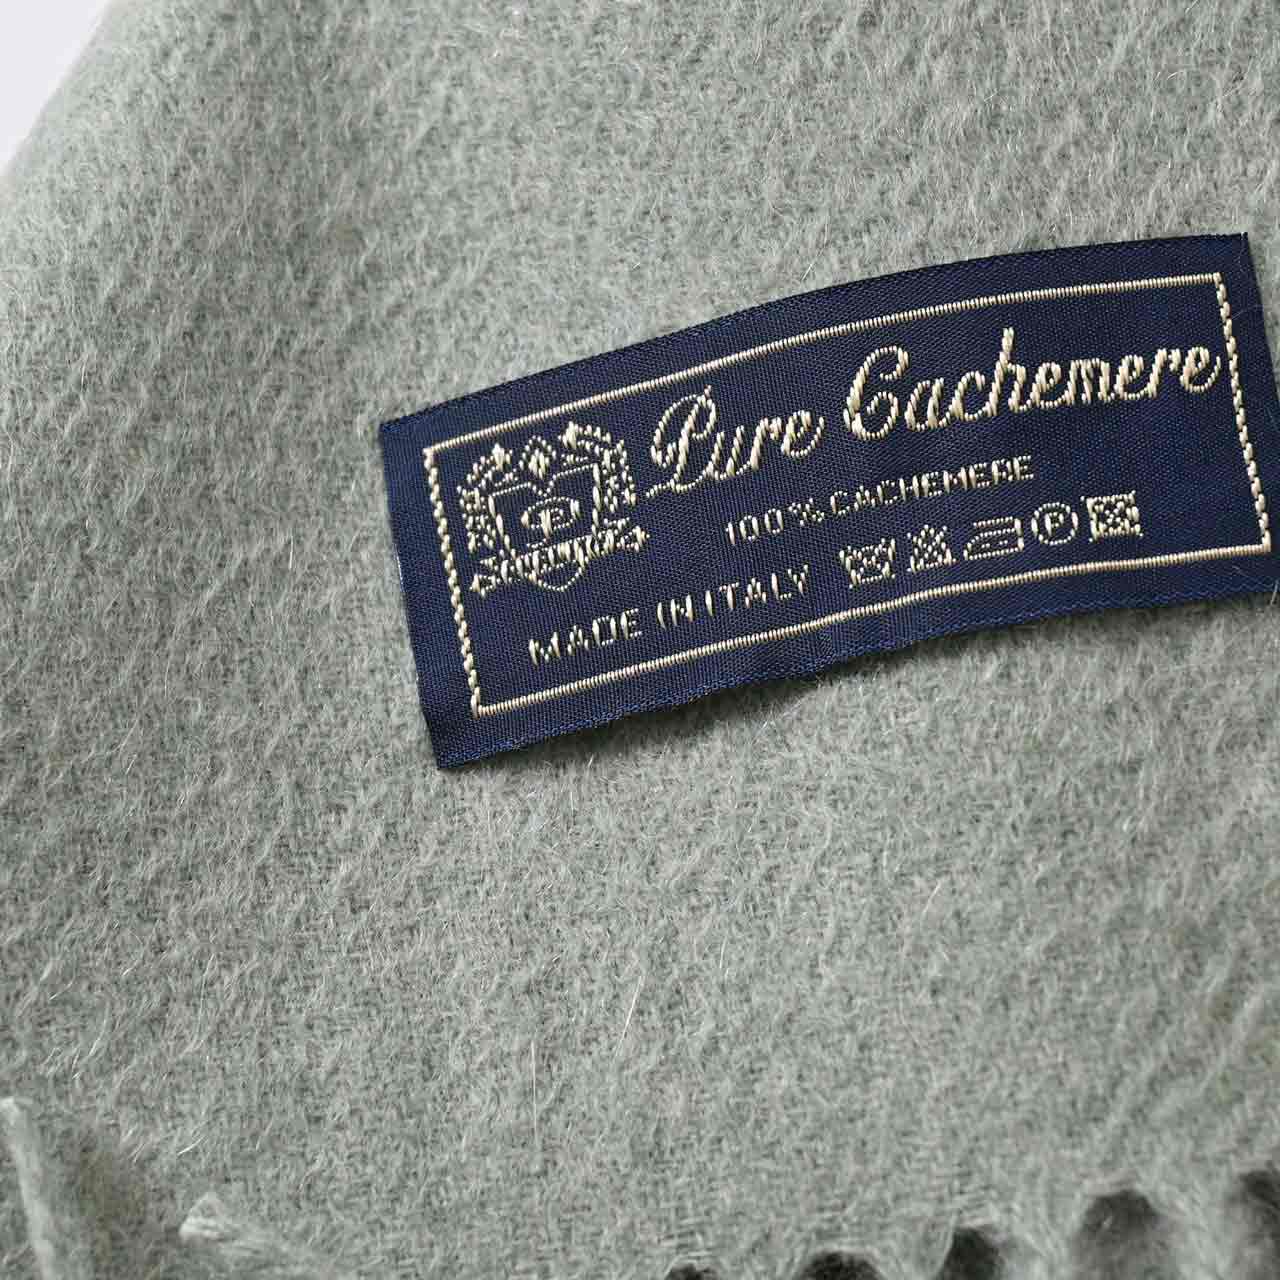 Pure Cachemere
100% CACHEMERE
MADE IN ITALY
P